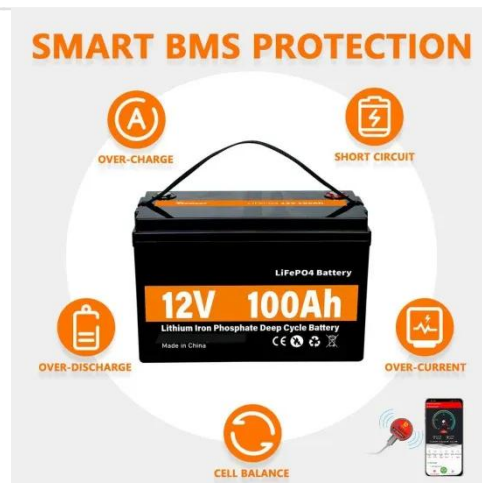 SMART BMS PROTECTION
OVER-CHARGE
SHORT CIRCUIT
LiFePO4 Battery
12V 100Ah
Lithium Iron Phosphate Deep Cycle Battery
Made in China
CE
OVER-DISCHARGE
OVER-CURRENT
CELL BALANCE